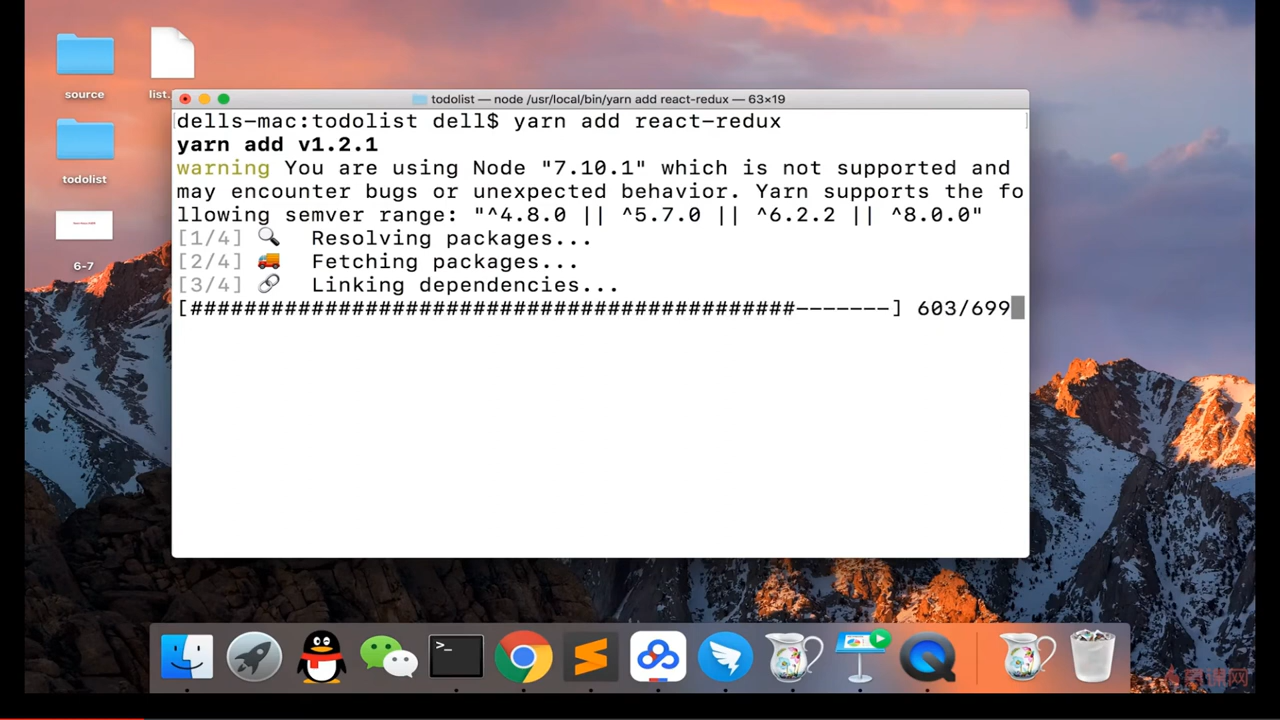 source
list.
todolist
6-7
todolist — node /usr/local/bin/yarn add react-redux — 63×19
dells-mac:todolist dell$ yarn add react-redux
yarn add v1.2.1
warning You are using Node "7.10.1" which is not supported and
may encounter bugs or unexpected behavior. Yarn supports the fo
llowing semver range: "^4.8.0 || ^5.7.0 || ^6.2.2 || ^8.0.0"
[1/4] 🔍 Resolving packages...
[2/4] 🚚 Fetching packages...
[3/4] 🔗 Linking dependencies...
[#############################################-------] 603/699
>_